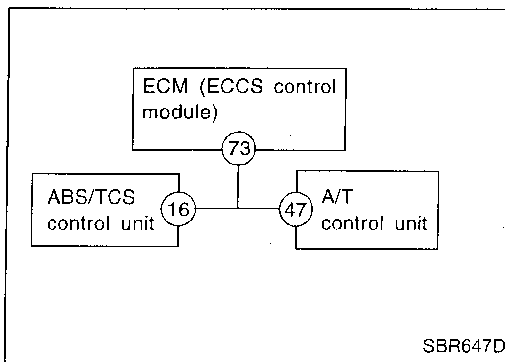 ECM (ECCS control
module)
73
ABS/TCS
control unit
16
47
A/T
control unit
SBR647D